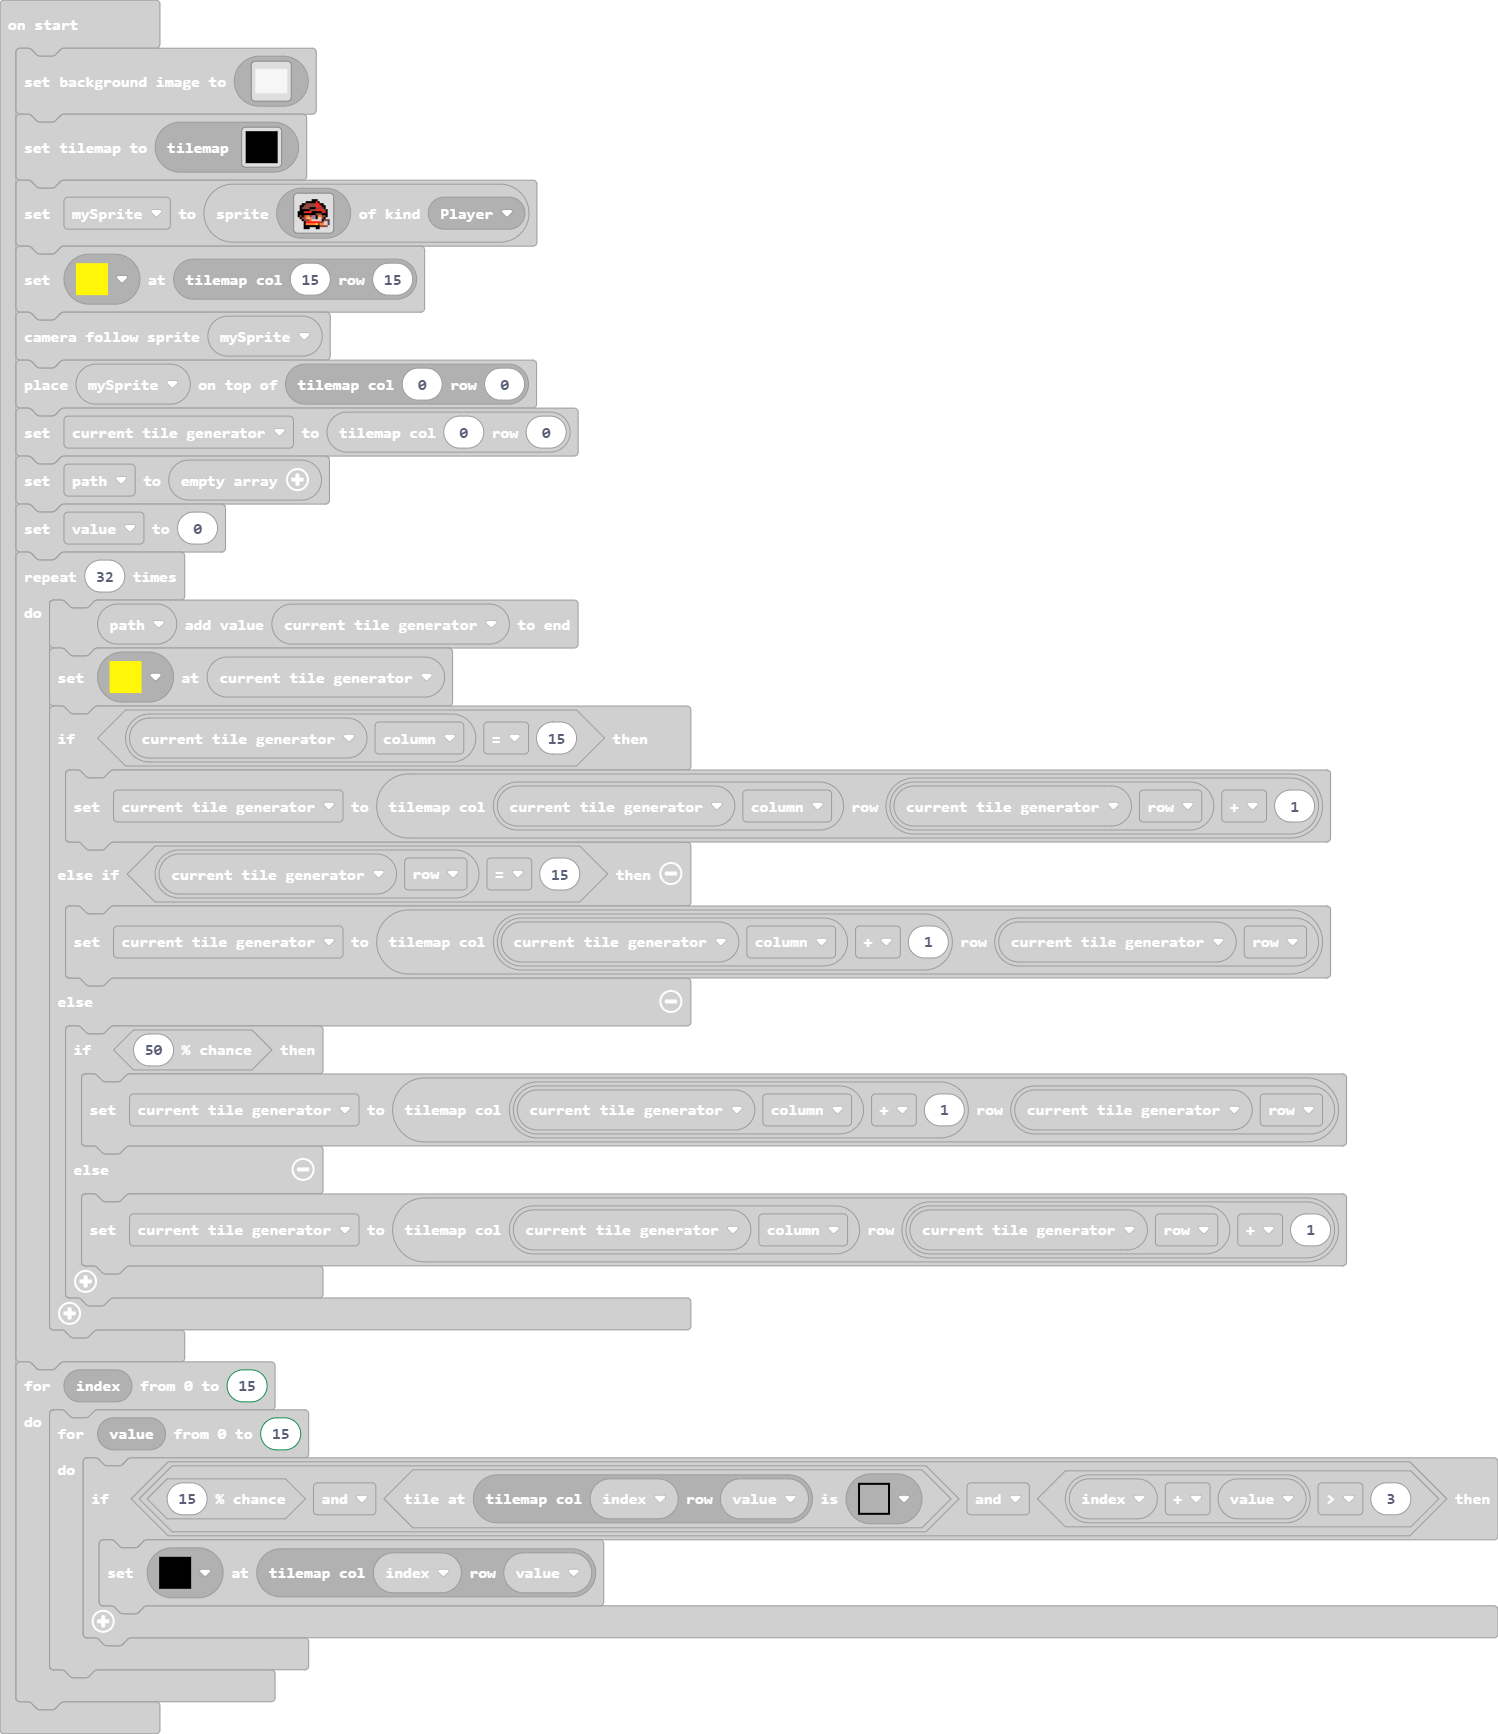 on start
set background image to
set tilemap to tilemap
set mySprite to sprite of kind Player
set at tilemap col 15 row 15
camera follow sprite mySprite
place mySprite on top of tilemap col 0 row 0
set current tile generator to tilemap col 0 row 0
set path to empty array
set value to 0
repeat 32 times
do
path add value current tile generator to end
set at current tile generator
if current tile generator column = 15 then
set current tile generator to tilemap col current tile generator column row current tile generator row + 1
else if current tile generator row = 15 then
set current tile generator to tilemap col current tile generator column + 1 row current tile generator row
else
if 50 % chance then
set current tile generator to tilemap col current tile generator column + 1 row current tile generator row
else
set current tile generator to tilemap col current tile generator column row current tile generator row + 1
for index from 0 to 15
do
for value from 0 to 15
do
if 15 % chance and tile at tilemap col index row value is and index + value > 3 then
set at tilemap col index row value